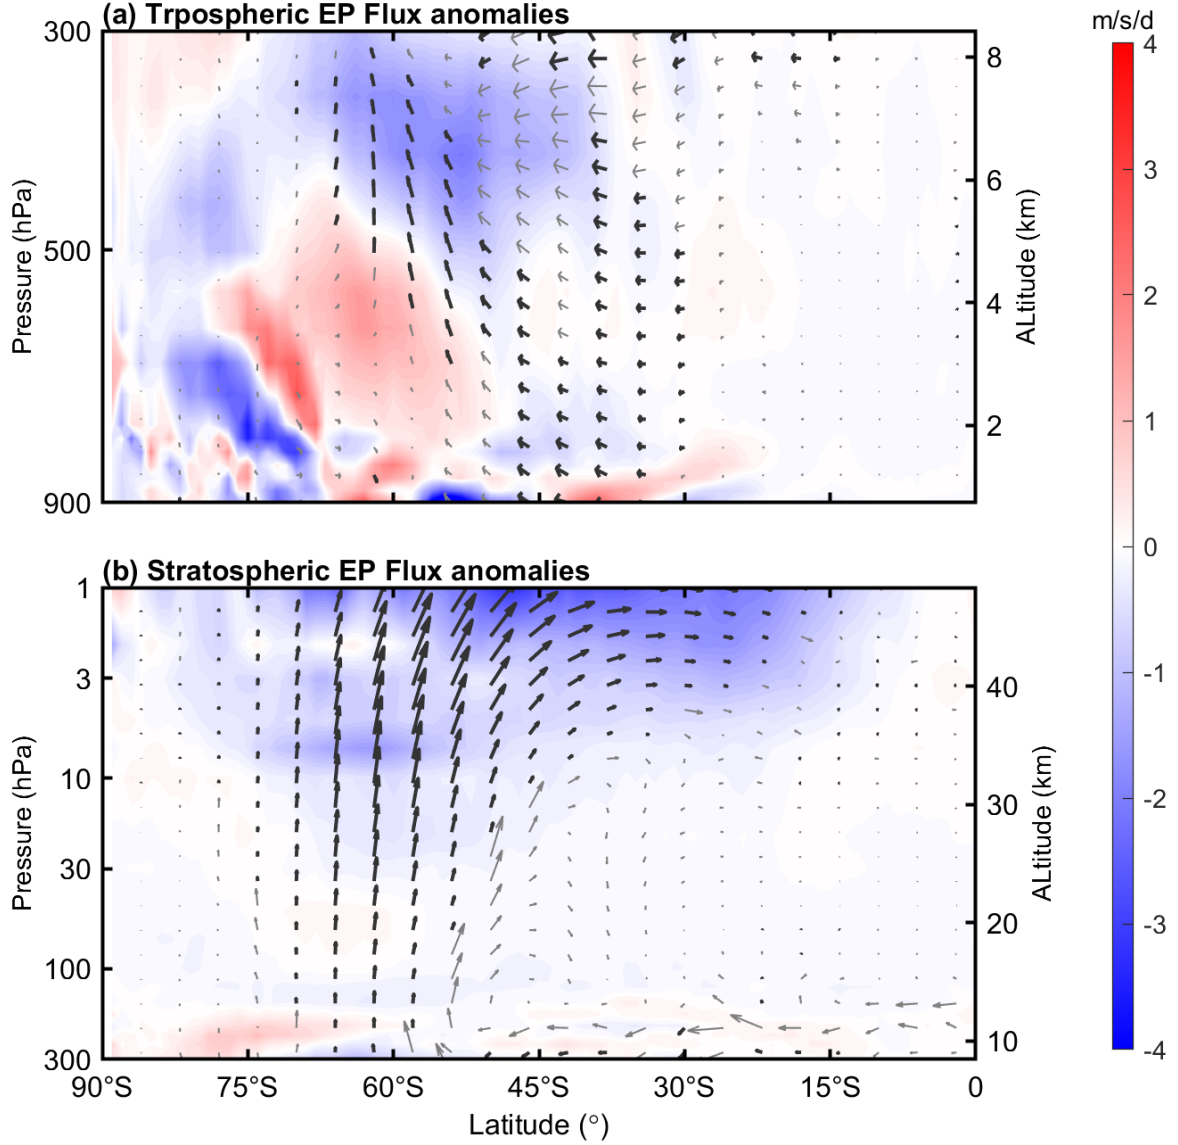 (a) Trpospheric EP Flux anomalies
m/s/d
300
500
900
Pressure (hPa)
8
6
4
2
ALtitude (km)
4
3
2
1
0
-1
-2
-3
-4
(b) Stratospheric EP Flux anomalies
1
3
10
30
100
300
Pressure (hPa)
40
30
20
10
ALtitude (km)
90°S 75°S 60°S 45°S 30°S 15°S 0
Latitude (°)